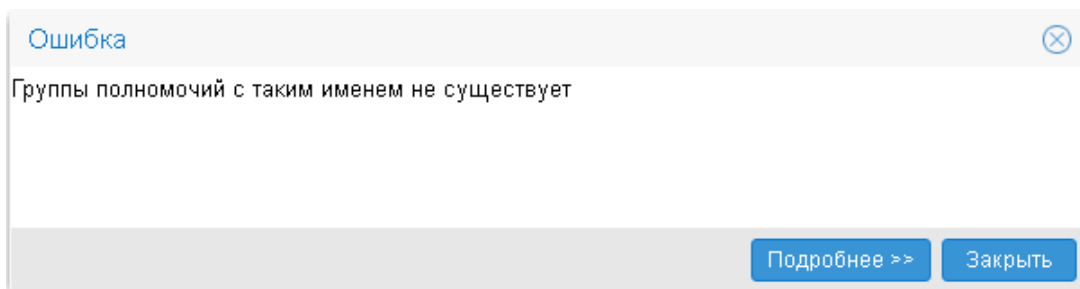 Ошибка
Группы полномочий с таким именем не существует
Подробнее >> Закрыть